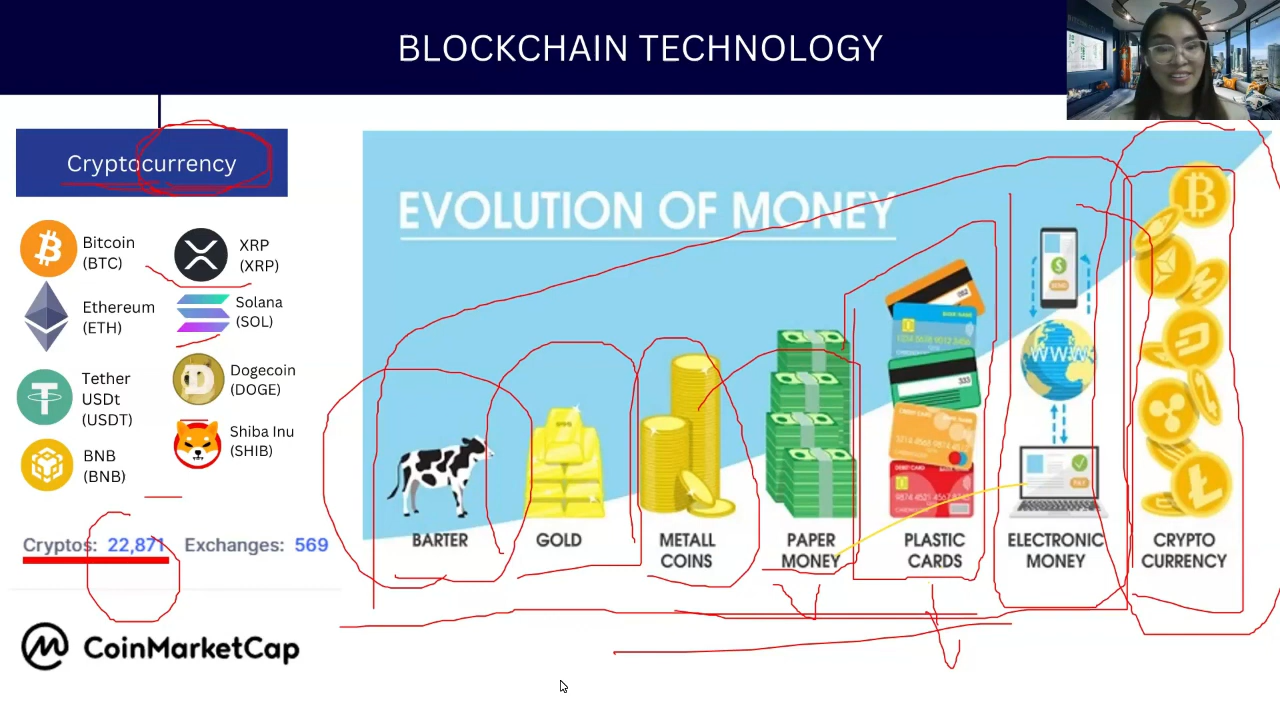 BLOCKCHAIN TECHNOLOGY
Cryptocurrency
Bitcoin
(BTC)
XRP
(XRP)
Ethereum
(ETH)
Solana
(SOL)
Tether
USDt
(USDT)
Dogecoin
(DOGE)
BNB
(BNB)
Shiba Inu
(SHIB)
Cryptos: 22,871 Exchanges: 569
CoinMarketCap
EVOLUTION OF MONEY
WWW
BARTER
GOLD
METALL
COINS
PAPER
MONEY
PLASTIC
CARDS
ELECTRONIC
MONEY
CRYPTO
CURRENCY